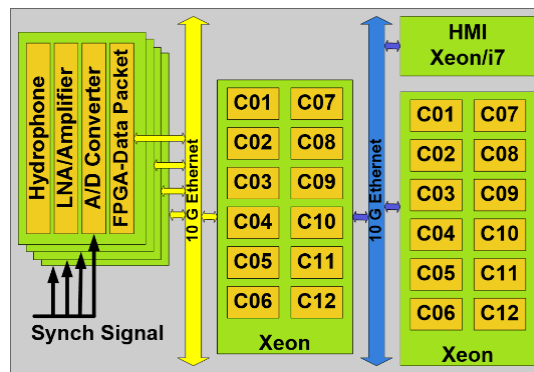 Hydrophone
LNA/Amplifier
A/D Converter
FPGA-Data Packet
Synch Signal
10 G Ethernet
C01 C07
C02 C08
C03 C09
C04 C10
C05 C11
C06 C12
Xeon
10 G Ethernet
HMI
Xeon/i7
C01 C07
C02 C08
C03 C09
C04 C10
C05 C11
C06 C12
Xeon